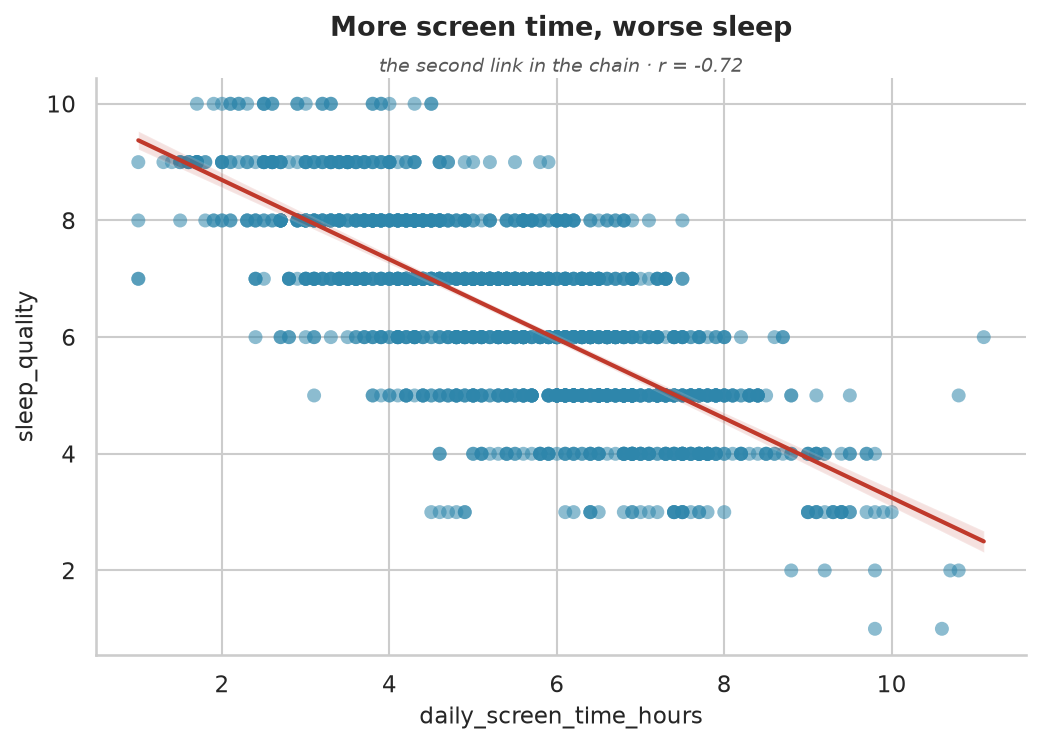 More screen time, worse sleep
the second link in the chain · r = -0.72
10
8
6
4
2
sleep_quality
2 4 6 8 10
daily_screen_time_hours